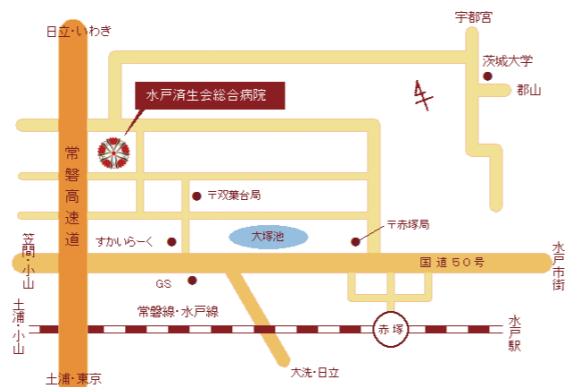 宇都宮
日立・いわき
茨城大学
郡山
水戸済生会総合病院
常磐高速道
〒双葉台局
〒赤塚局
大塚池
すかいらーく
笠間・小山
国道50号
水戸市街
GS
常磐線・水戸線
土浦・小山
赤塚
水戸駅
大洗・日立
土浦・東京